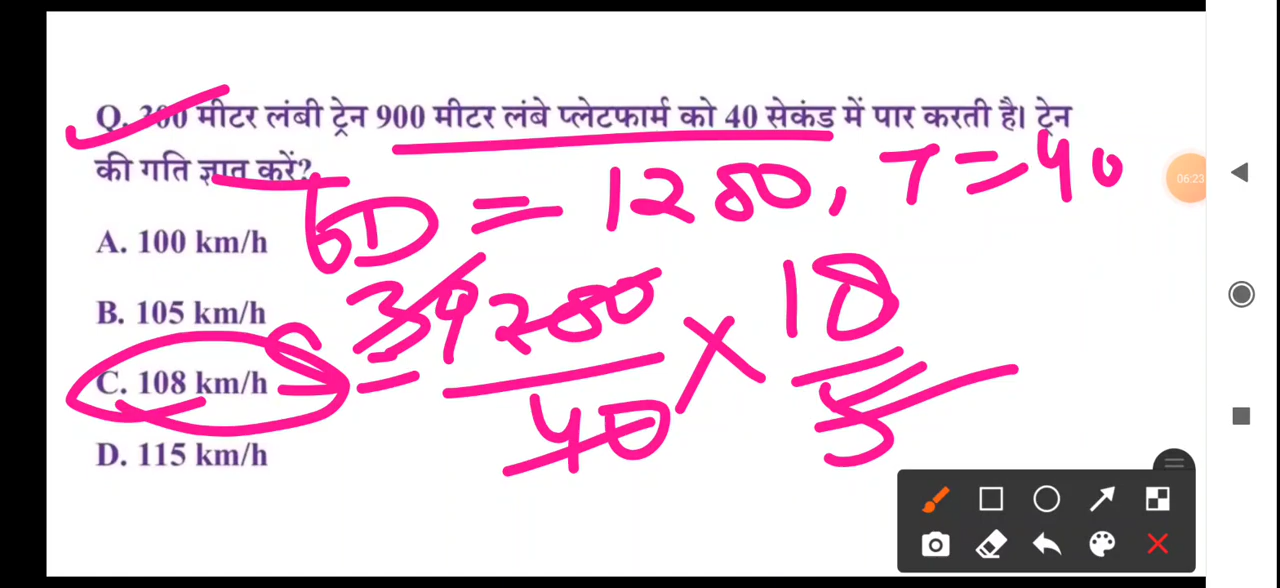 Q. 300 मीटर लंबी ट्रेन 900 मीटर लंबे प्लेटफार्म को 40 सेकंड में पार करती है। ट्रेन
की गति ज्ञात करें?
D = 1200, T = 40
A. 100 km/h
B. 105 km/h
= 1200/40 × 18/5
C. 108 km/h
D. 115 km/h
06:23